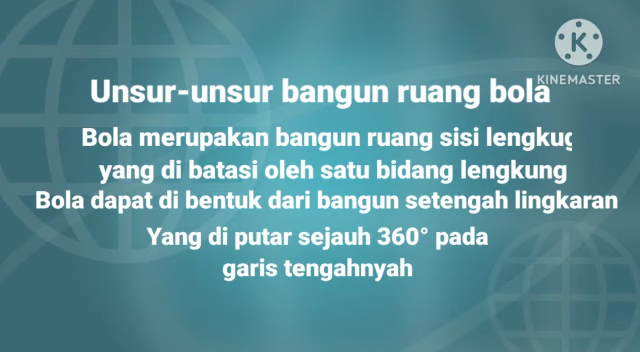 KINEMASTER
Unsur-unsur bangun ruang bola
Bola merupakan bangun ruang sisi lengkug
yang di batasi oleh satu bidang lengkung
Bola dapat di bentuk dari bangun setengah lingkaran
Yang di putar sejauh 360° pada
garis tengahnyah